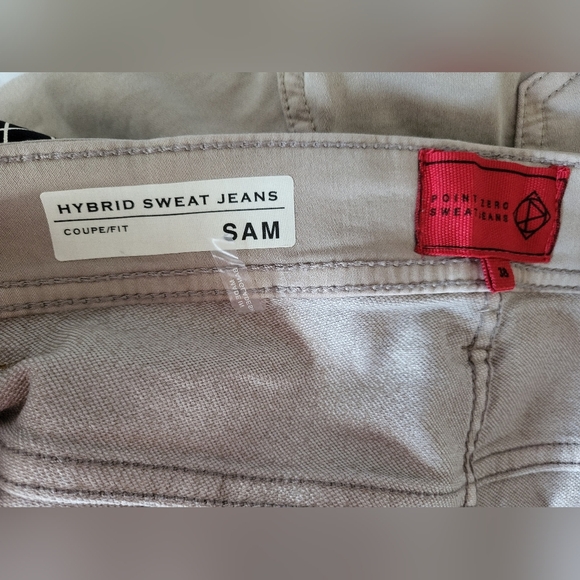 HYBRID SWEAT JEANS
COUPE/FIT
SAM
POINT ZERO
SWEAT JEANS